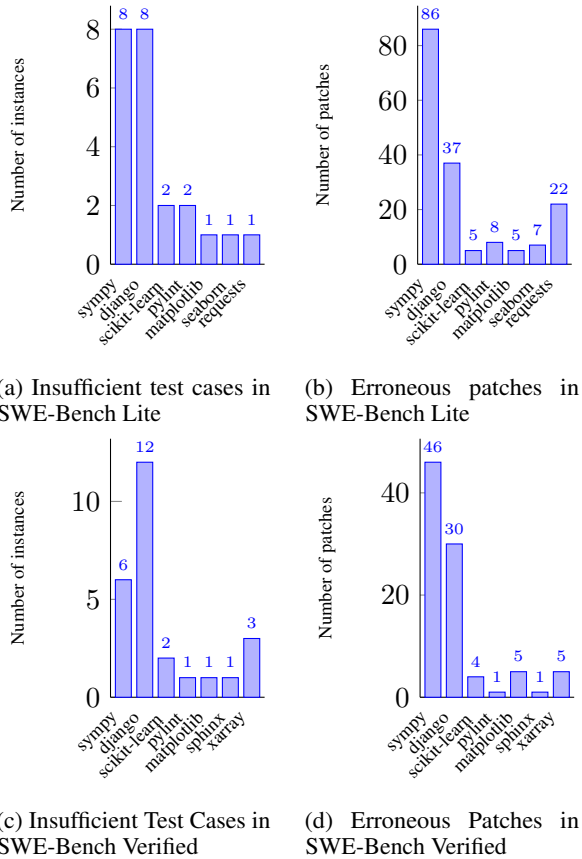 8 8 2 2 1 1 1
8
6
4
2
0
Number of instances
sympy django scikit-learn pylint matplotlib seaborn requests
86 37 5 8 5 7 22
80
60
40
20
0
Number of patches
sympy django scikit-learn pylint matplotlib seaborn requests
(a) Insufficient test cases in
SWE-Bench Lite
(b) Erroneous patches in
SWE-Bench Lite
6 12 2 1 1 1 3
10
5
0
Number of instances
sympy django scikit-learn pylint matplotlib sphinx xarray
46 30 4 1 5 1 5
40
20
0
Number of patches
sympy django scikit-learn pylint matplotlib sphinx xarray
(c) Insufficient Test Cases in
SWE-Bench Verified
(d) Erroneous Patches in
SWE-Bench Verified